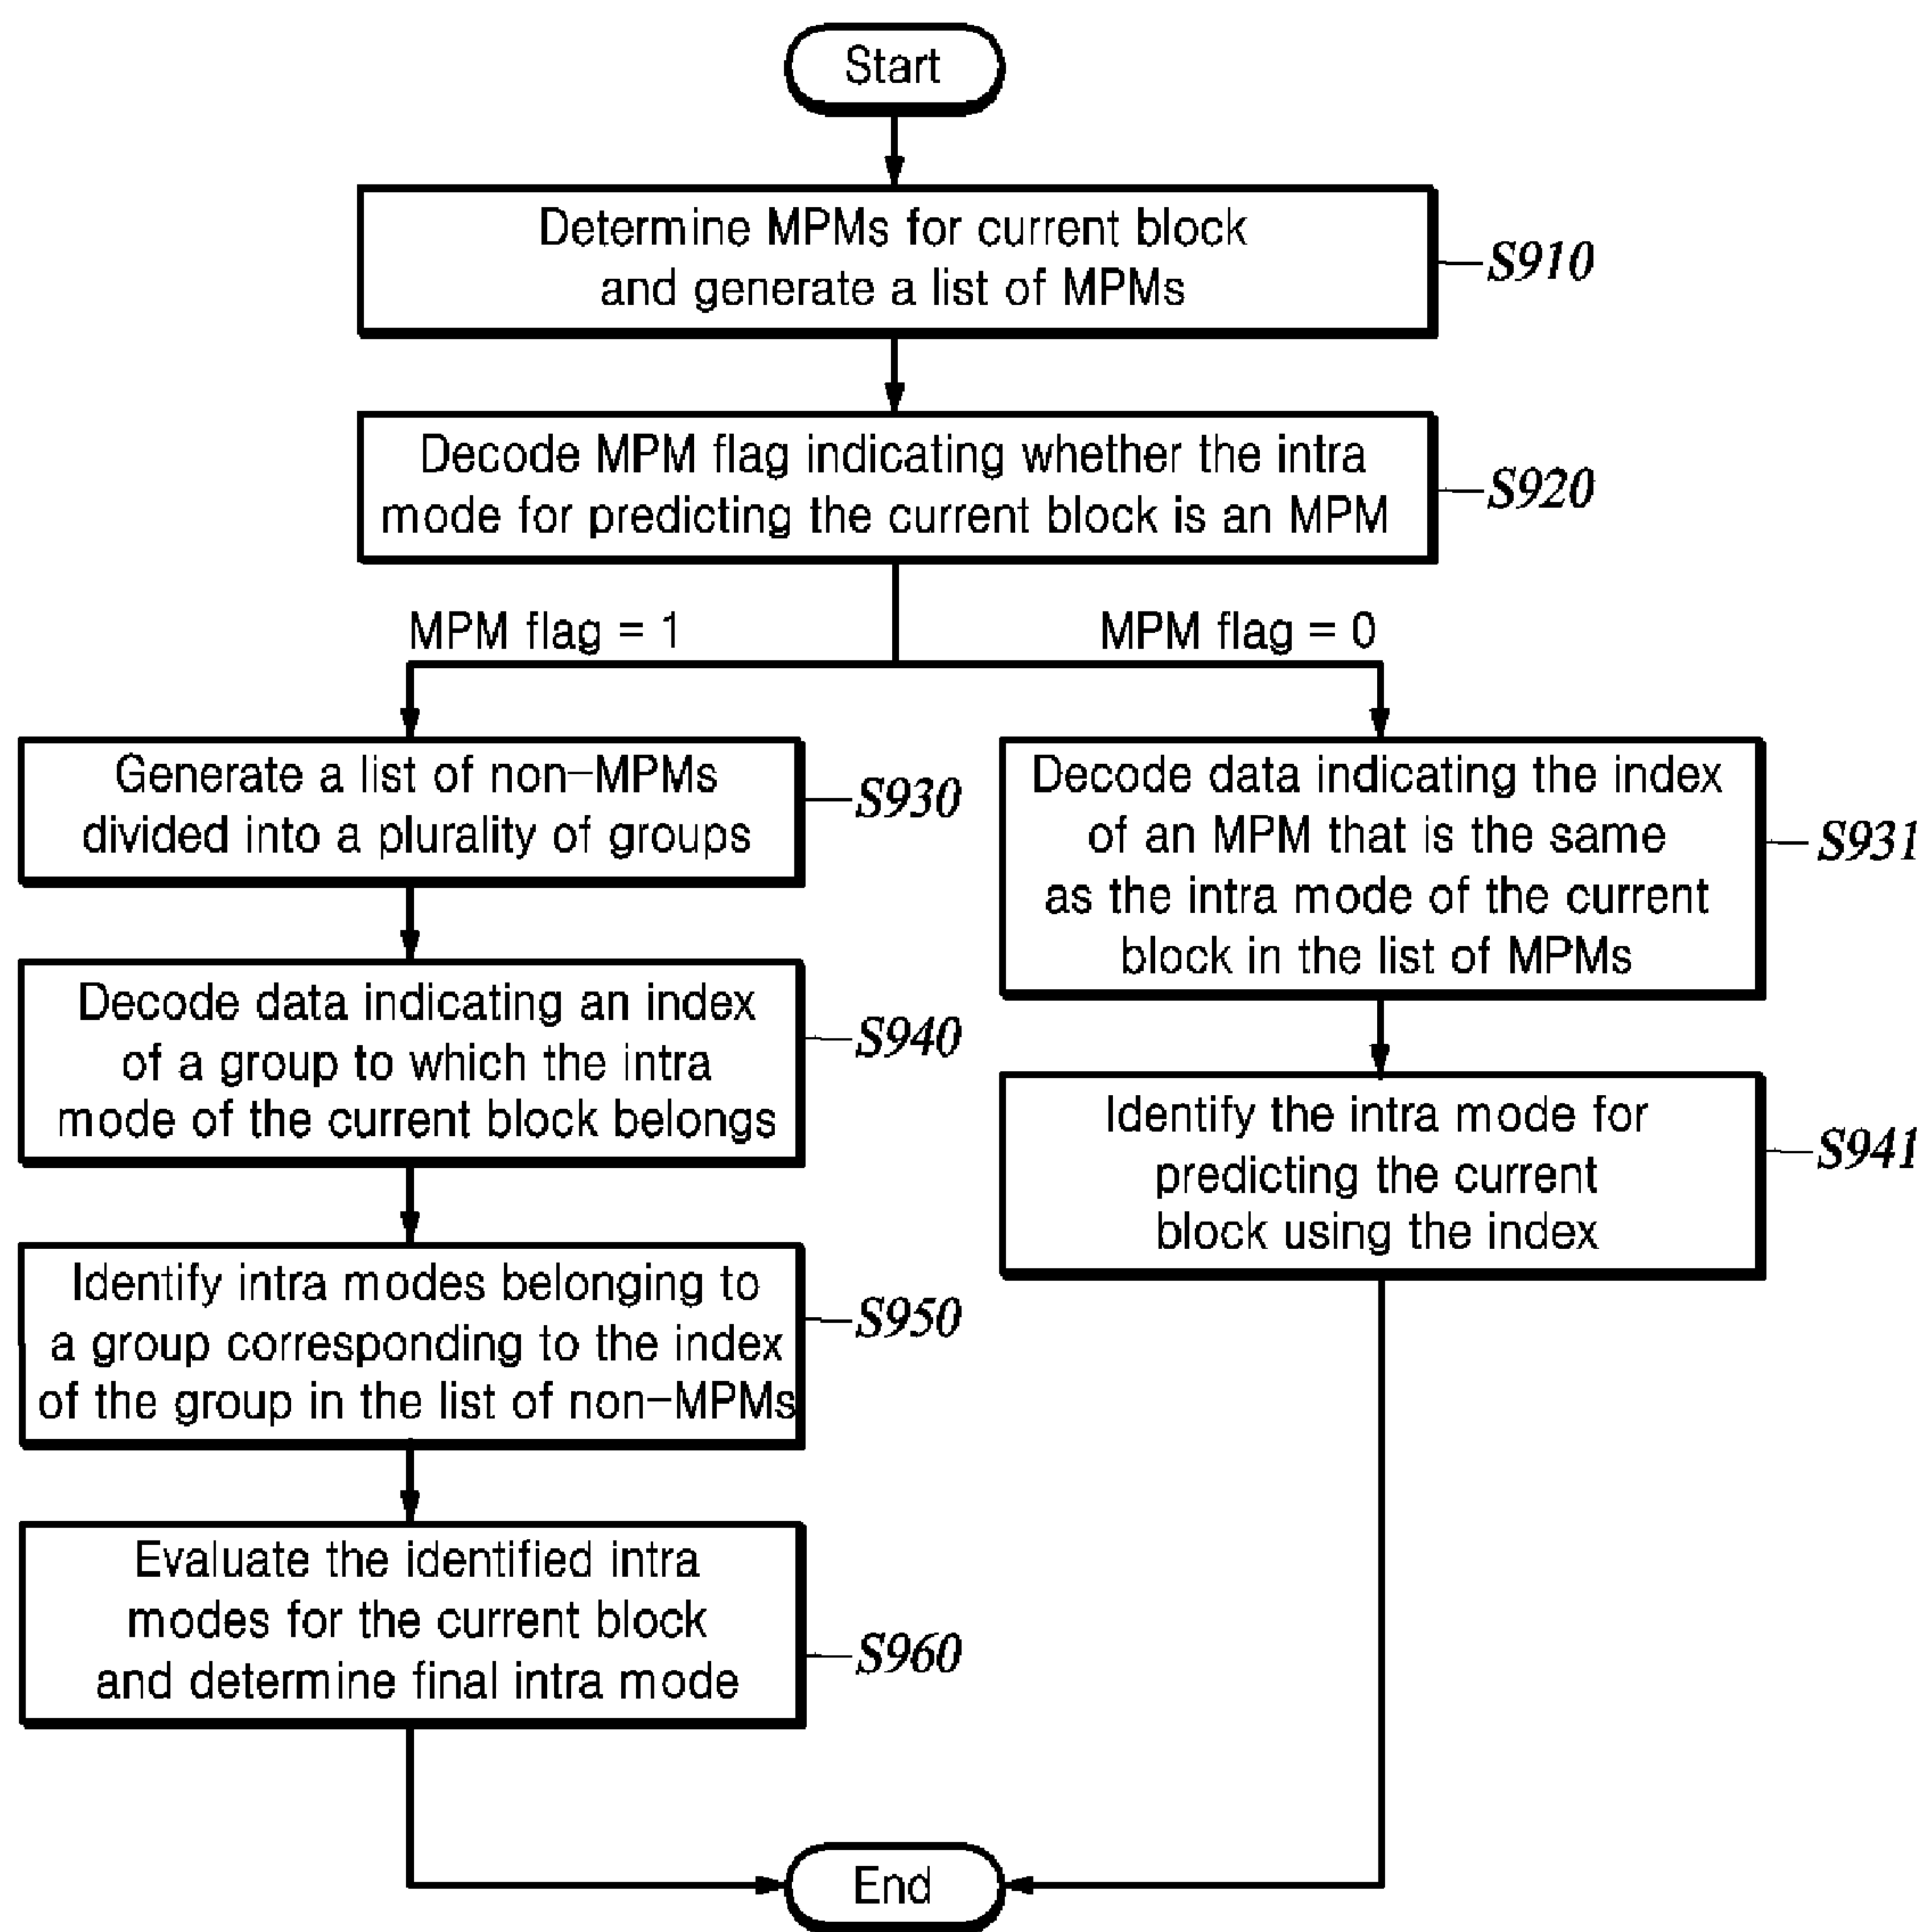 Start
Determine MPMs for current block
and generate a list of MPMs
S910
Decode MPM flag indicating whether the intra
mode for predicting the current block is an MPM
S920
MPM flag = 1
MPM flag = 0
Generate a list of non-MPMs
divided into a plurality of groups
S930
Decode data indicating the index
of an MPM that is the same
as the intra mode of the current
block in the list of MPMs
S931
Decode data indicating an index
of a group to which the intra
mode of the current block belongs
S940
Identify the intra mode for
predicting the current
block using the index
S941
Identify intra modes belonging to
a group corresponding to the index
of the group in the list of non-MPMs
S950
Evaluate the identified intra
modes for the current block
and determine final intra mode
S960
End